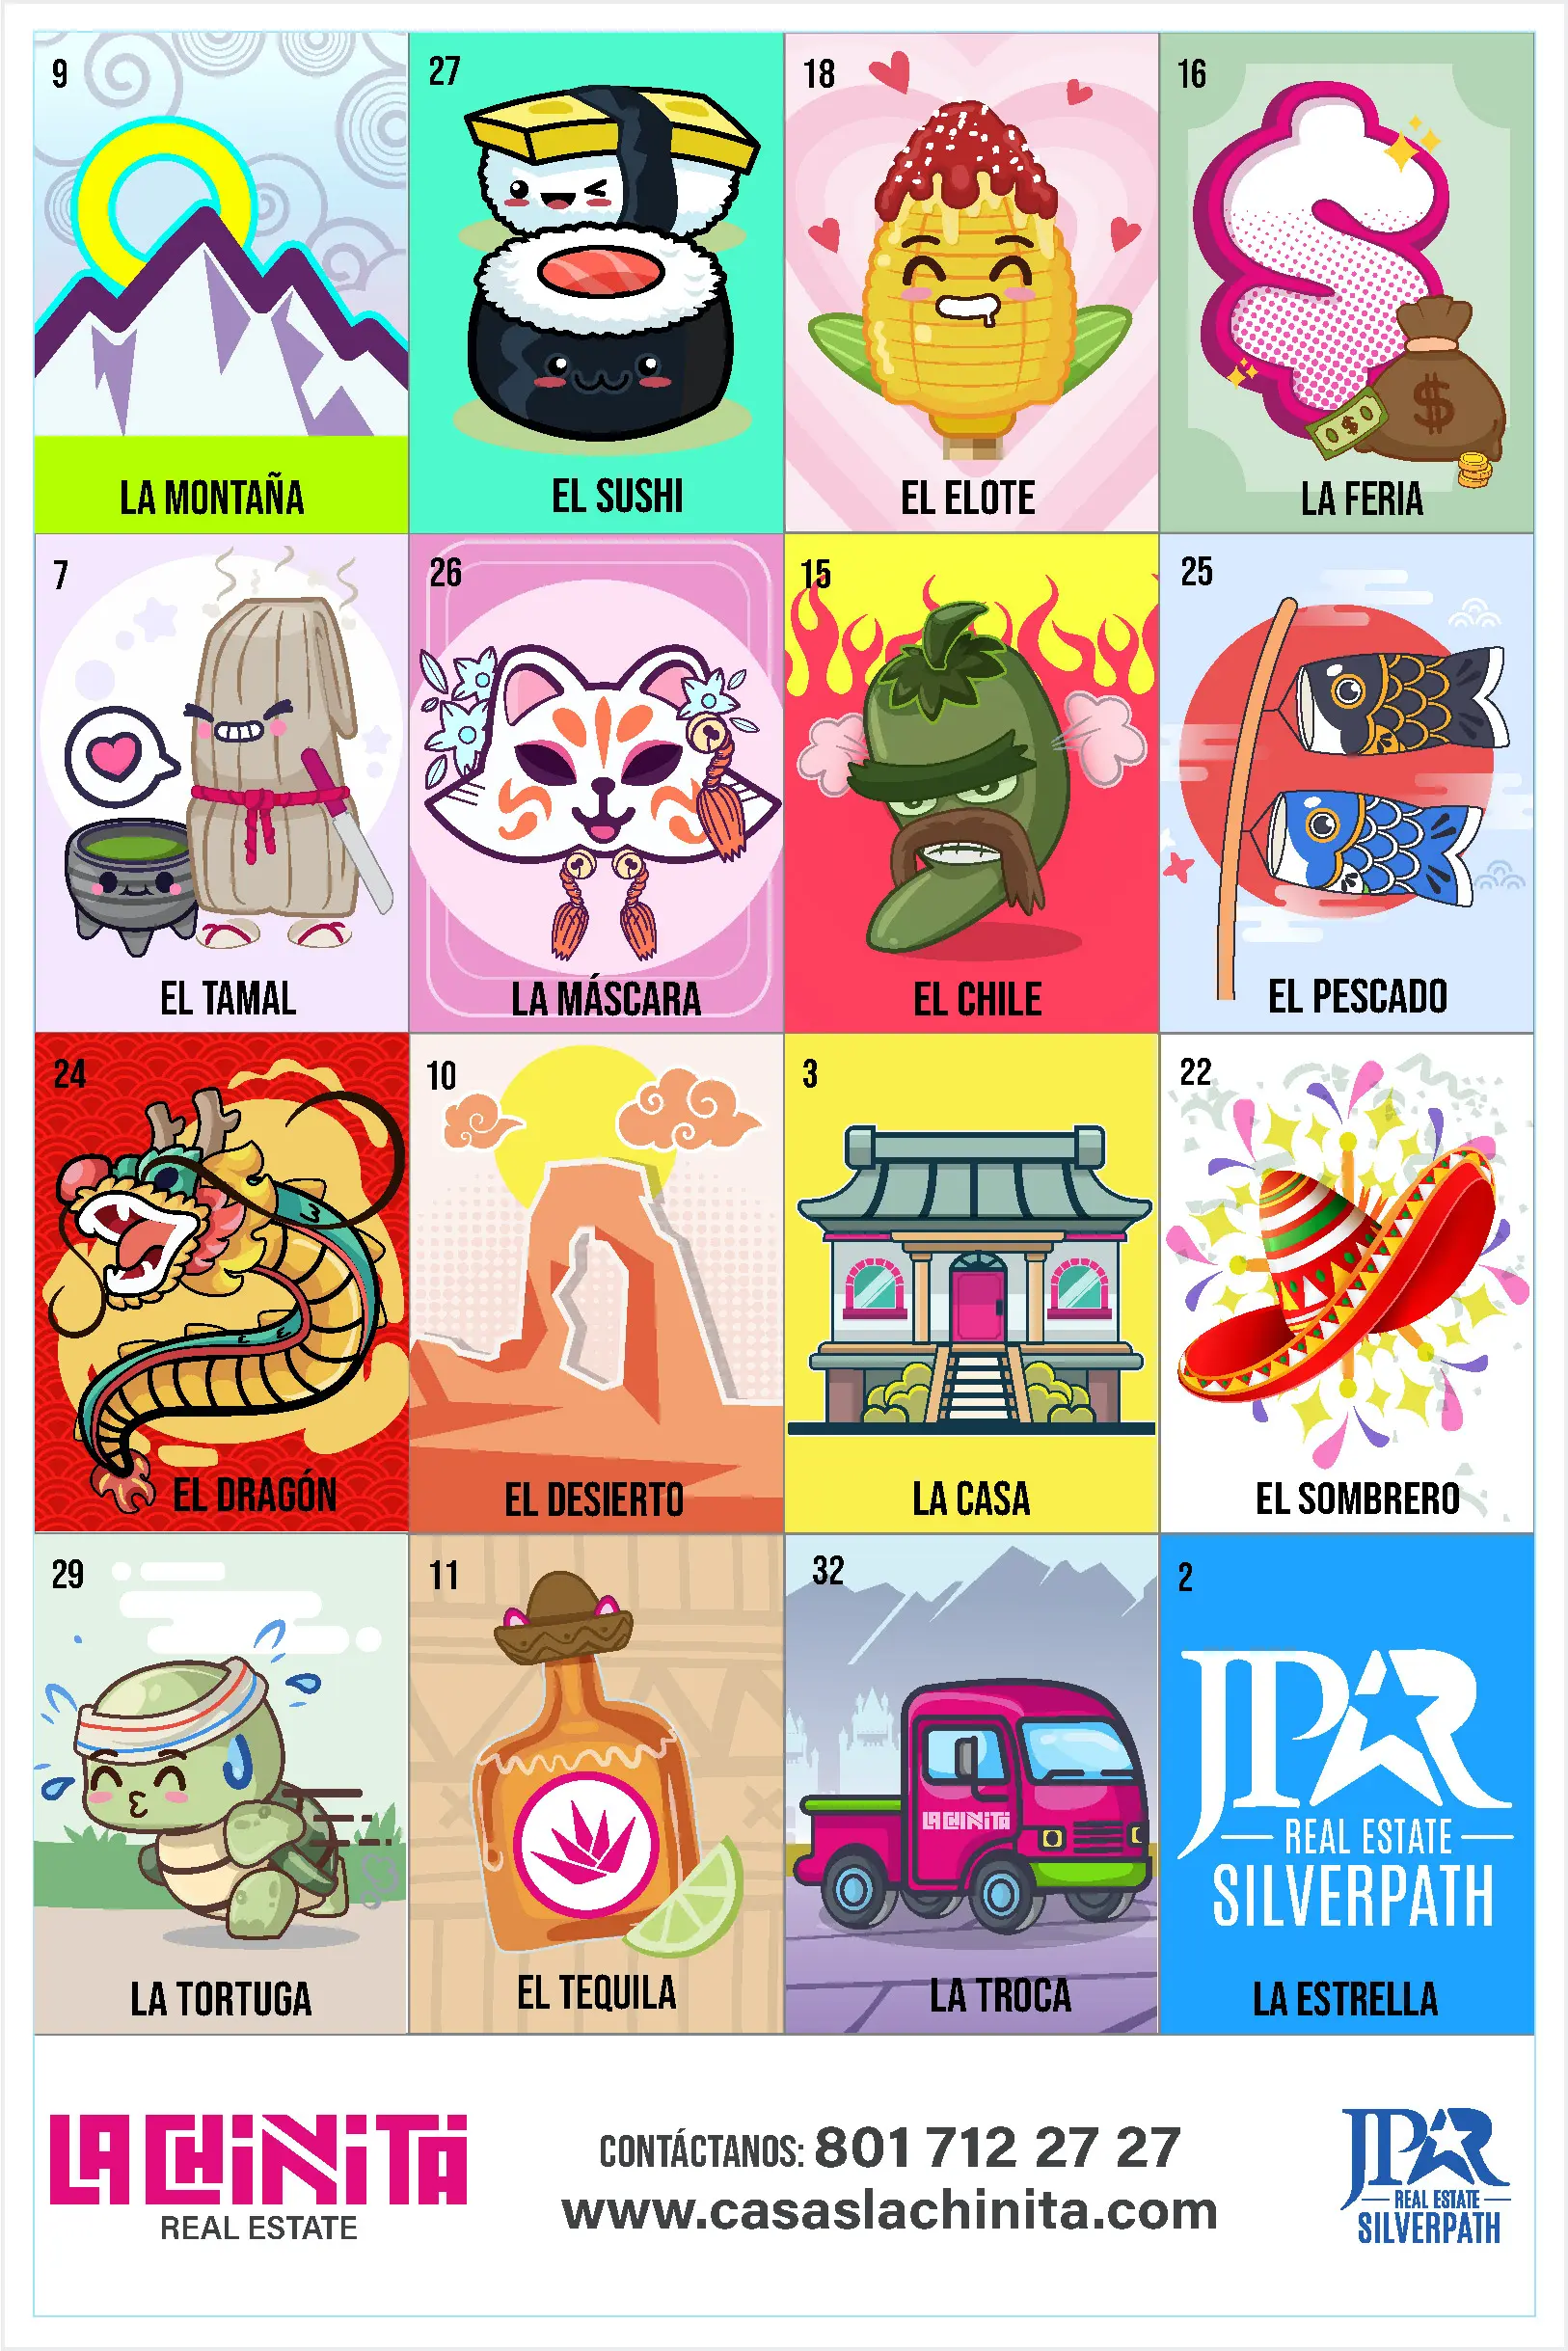 9
LA MONTAÑA
27
EL SUSHI
18
EL ELOTE
16
$
$
LA FERIA
7
EL TAMAL
26
LA MÁSCARA
15
EL CHILE
25
EL PESCADO
24
EL DRAGÓN
10
EL DESIERTO
3
LA CASA
22
EL SOMBRERO
29
LA TORTUGA
11
EL TEQUILA
32
LA CHINITA
LA TROCA
2
JPR
REAL ESTATE
SILVERPATH
LA ESTRELLA
LA CHINITA
REAL ESTATE
CONTÁCTANOS: 801 712 27 27
www.casaslachinita.com
JPR
REAL ESTATE
SILVERPATH